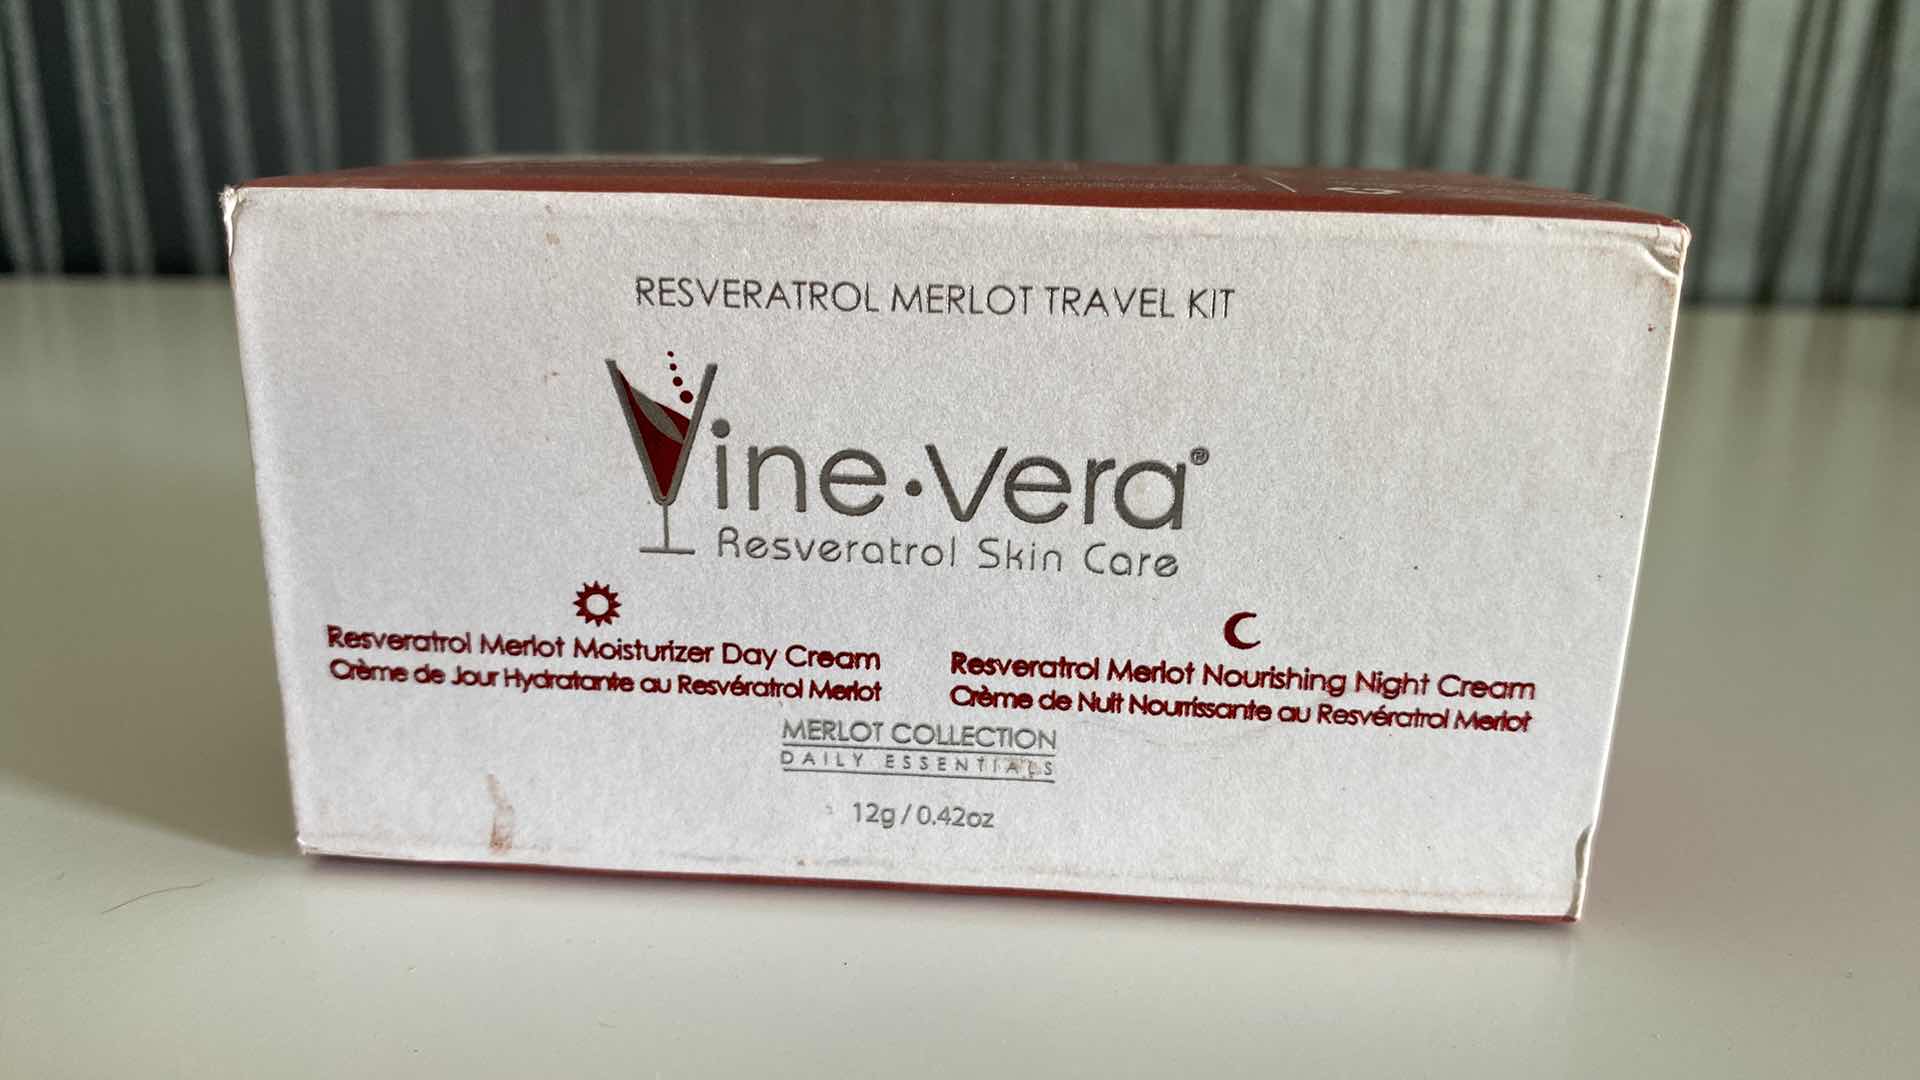 RESVERATROL MERLOT TRAVEL KIT
Vine·vera®
Resveratrol Skin Care
Resveratrol Merlot Moisturizer Day Cream
Crème de Jour Hydratante au Resvératrol Merlot
Resveratrol Merlot Nourishing Night Cream
Crème de Nuit Nourrissante au Resvératrol Merlot
MERLOT COLLECTION
DAILY ESSENTIALS
12g / 0.42oz